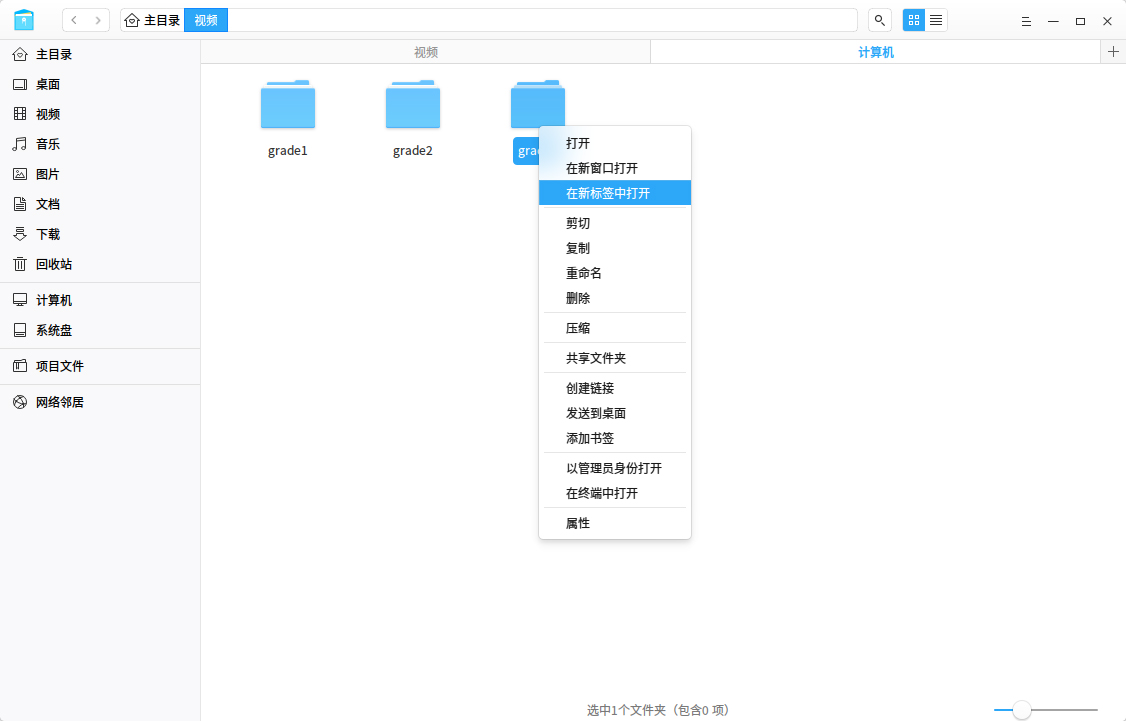 主目录 视频
主目录
桌面
视频
音乐
图片
文档
下载
回收站
计算机
系统盘
项目文件
网络邻居
视频 计算机
grade1 grade2
打开
在新窗口打开
在新标签中打开
剪切
复制
重命名
删除
压缩
共享文件夹
创建链接
发送到桌面
添加书签
以管理员身份打开
在终端中打开
属性
选中1个文件夹（包含0 项）